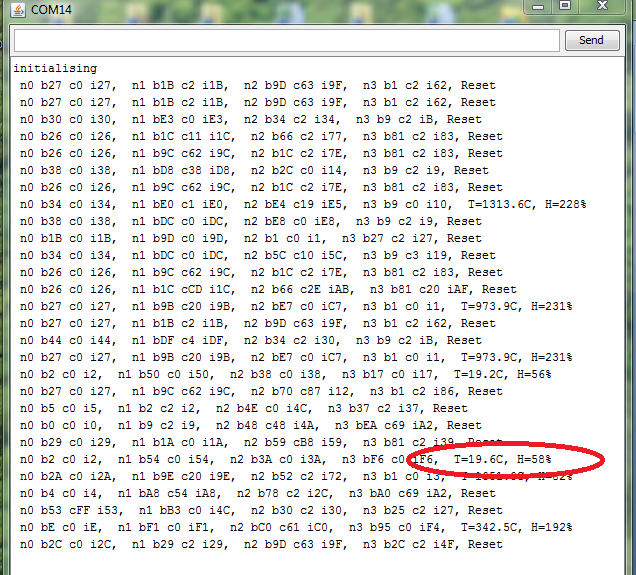 COM14
Send
initialising
n0 b27 c0 i27, n1 b1B c2 i1B, n2 b9D c63 i9F, n3 b1 c2 i62, Reset
n0 b27 c0 i27, n1 b1B c2 i1B, n2 b9D c63 i9F, n3 b1 c2 i62, Reset
n0 b30 c0 i30, n1 bE3 c0 iE3, n2 b34 c2 i34, n3 b9 c2 iB, Reset
n0 b26 c0 i26, n1 b1C c11 i1C, n2 b66 c2 i77, n3 b81 c2 i83, Reset
n0 b26 c0 i26, n1 b9C c62 i9C, n2 b1C c2 i7E, n3 b81 c2 i83, Reset
n0 b38 c0 i38, n1 bD8 c38 iD8, n2 b2C c0 i14, n3 b9 c2 i9, Reset
n0 b26 c0 i26, n1 b9C c62 i9C, n2 b1C c2 i7E, n3 b81 c2 i83, Reset
n0 b34 c0 i34, n1 bE0 c1 iE0, n2 bE4 c19 iE5, n3 b9 c0 i10, T=1313.6C, H=228%
n0 b38 c0 i38, n1 bDC c0 iDC, n2 bE8 c0 iE8, n3 b9 c2 i9, Reset
n0 b1B c0 i1B, n1 b9D c0 i9D, n2 b1 c0 i1, n3 b27 c2 i27, Reset
n0 b34 c0 i34, n1 bDC c0 iDC, n2 b5C c10 i5C, n3 b9 c3 i19, Reset
n0 b26 c0 i26, n1 b9C c62 i9C, n2 b1C c2 i7E, n3 b81 c2 i83, Reset
n0 b26 c0 i26, n1 b1C cCD i1C, n2 b66 c2E iAB, n3 b81 c20 iAF, Reset
n0 b27 c0 i27, n1 b9B c20 i9B, n2 bE7 c0 iC7, n3 b1 c0 i1, T=973.9C, H=231%
n0 b27 c0 i27, n1 b1B c2 i1B, n2 b9D c63 i9F, n3 b1 c2 i62, Reset
n0 b44 c0 i44, n1 bDF c4 iDF, n2 b34 c2 i30, n3 b9 c2 iB, Reset
n0 b27 c0 i27, n1 b9B c20 i9B, n2 bE7 c0 iC7, n3 b1 c0 i1, T=973.9C, H=231%
n0 b2 c0 i2, n1 b50 c0 i50, n2 b38 c0 i38, n3 b17 c0 i17, T=19.2C, H=56%
n0 b27 c0 i27, n1 b9C c62 i9C, n2 b70 c87 i12, n3 b1 c2 i86, Reset
n0 b5 c0 i5, n1 b2 c2 i2, n2 b4E c0 i4C, n3 b37 c2 i37, Reset
n0 b0 c0 i0, n1 b9 c2 i9, n2 b48 c48 i4A, n3 bEA c69 iA2, Reset
n0 b29 c0 i29, n1 b1A c0 i1A, n2 b59 cB8 i59, n3 b81 c2 i39, Reset
n0 b2 c0 i2, n1 b54 c0 i54, n2 b3A c0 i3A, n3 bF6 c0 iF6, T=19.6C, H=58%
n0 b2A c0 i2A, n1 b9E c20 i9E, n2 b52 c2 i72, n3 b1 c0 i3,
n0 b4 c0 i4, n1 bA8 c54 iA8, n2 b78 c2 i2C, n3 bA0 c69 iA2, Reset
n0 b53 cFF i53, n1 bB3 c0 i4C, n2 b30 c2 i30, n3 b25 c2 i27, Reset
n0 bE c0 iE, n1 bF1 c0 iF1, n2 bC0 c61 iC0, n3 b95 c0 iF4, T=342.5C, H=192%
n0 b2C c0 i2C, n1 b29 c2 i29, n2 b9D c63 i9F, n3 b2C c2 i4F, Reset